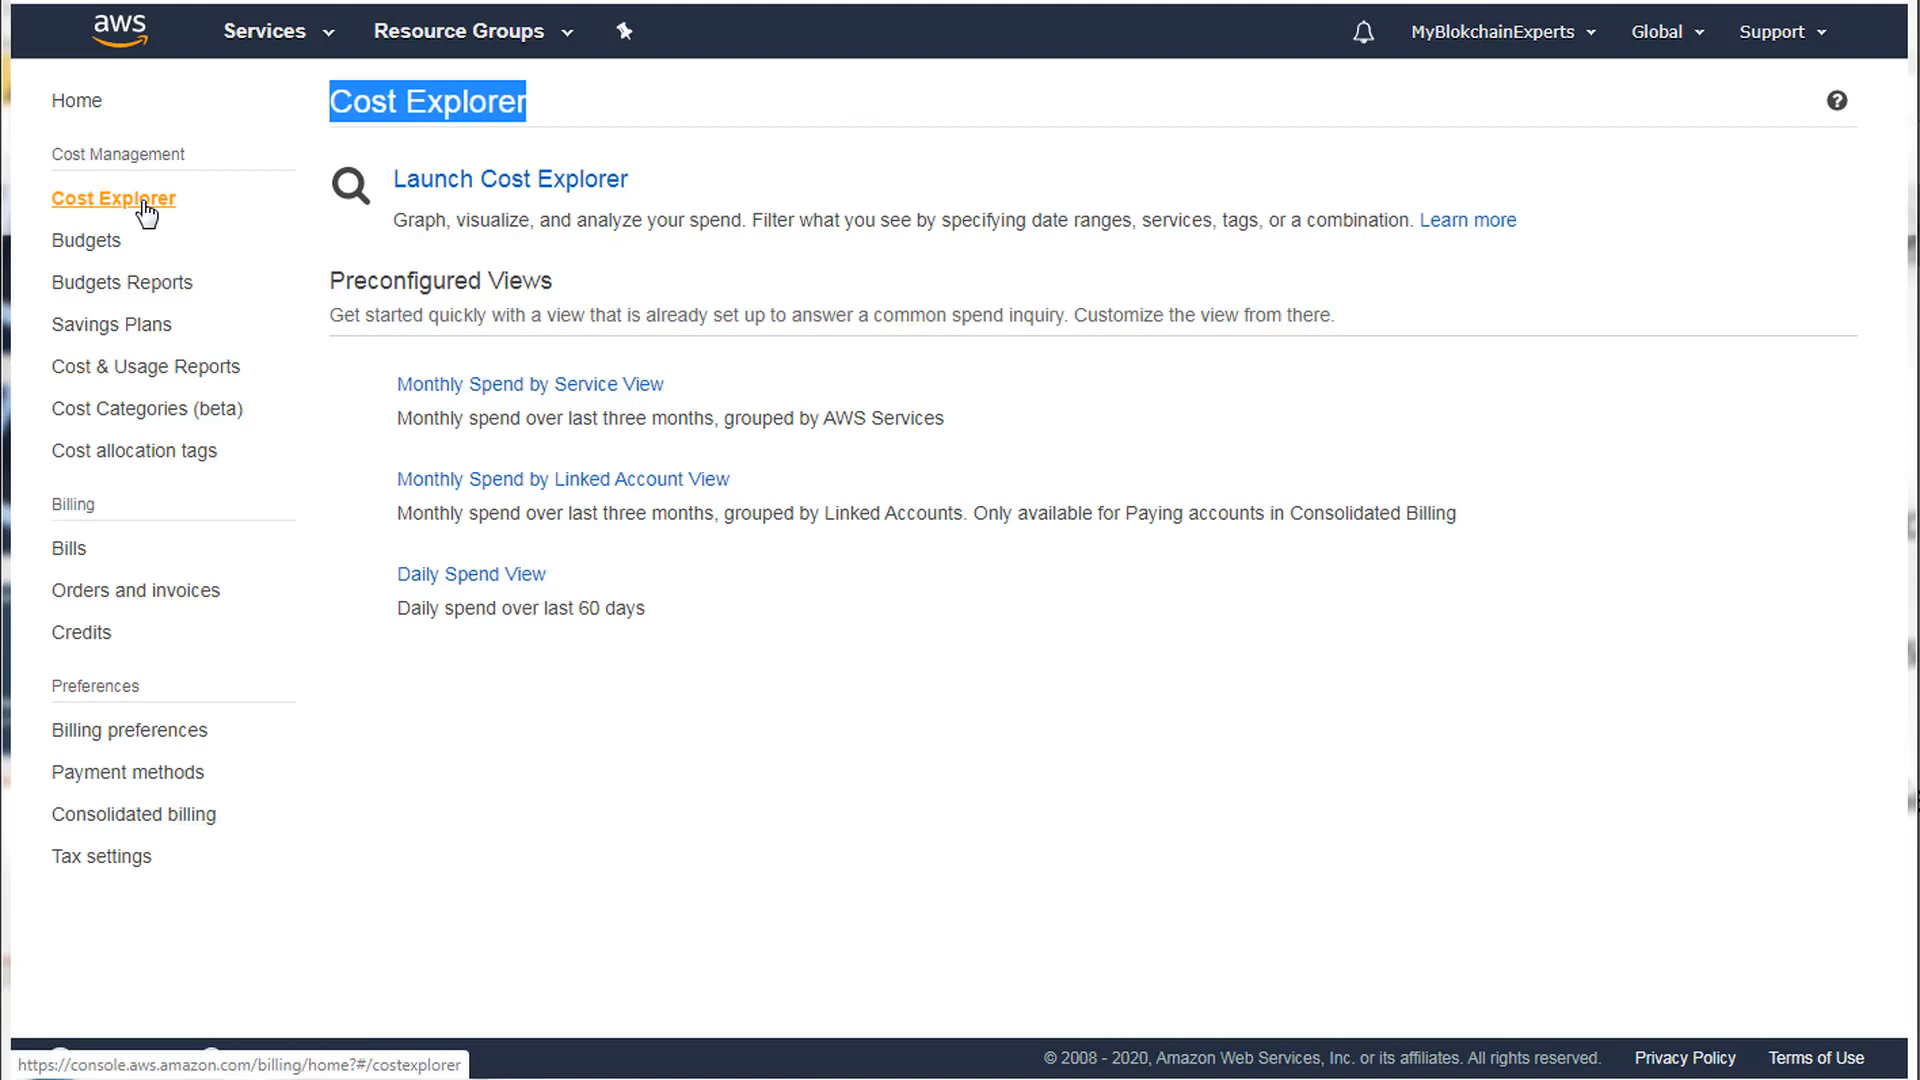 aws
Services
Resource Groups
MyBlokchainExperts
Global
Support
Home
Cost Management
Cost Explorer
Budgets
Budgets Reports
Savings Plans
Cost & Usage Reports
Cost Categories (beta)
Cost allocation tags
Billing
Bills
Orders and invoices
Credits
Preferences
Billing preferences
Payment methods
Consolidated billing
Tax settings
Cost Explorer
?
Launch Cost Explorer
Graph, visualize, and analyze your spend. Filter what you see by specifying date ranges, services, tags, or a combination. Learn more
Preconfigured Views
Get started quickly with a view that is already set up to answer a common spend inquiry. Customize the view from there.
Monthly Spend by Service View
Monthly spend over last three months, grouped by AWS Services
Monthly Spend by Linked Account View
Monthly spend over last three months, grouped by Linked Accounts. Only available for Paying accounts in Consolidated Billing
Daily Spend View
Daily spend over last 60 days
https://console.aws.amazon.com/billing/home?#/costexplorer
© 2008 - 2020, Amazon Web Services, Inc. or its affiliates. All rights reserved.
Privacy Policy
Terms of Use